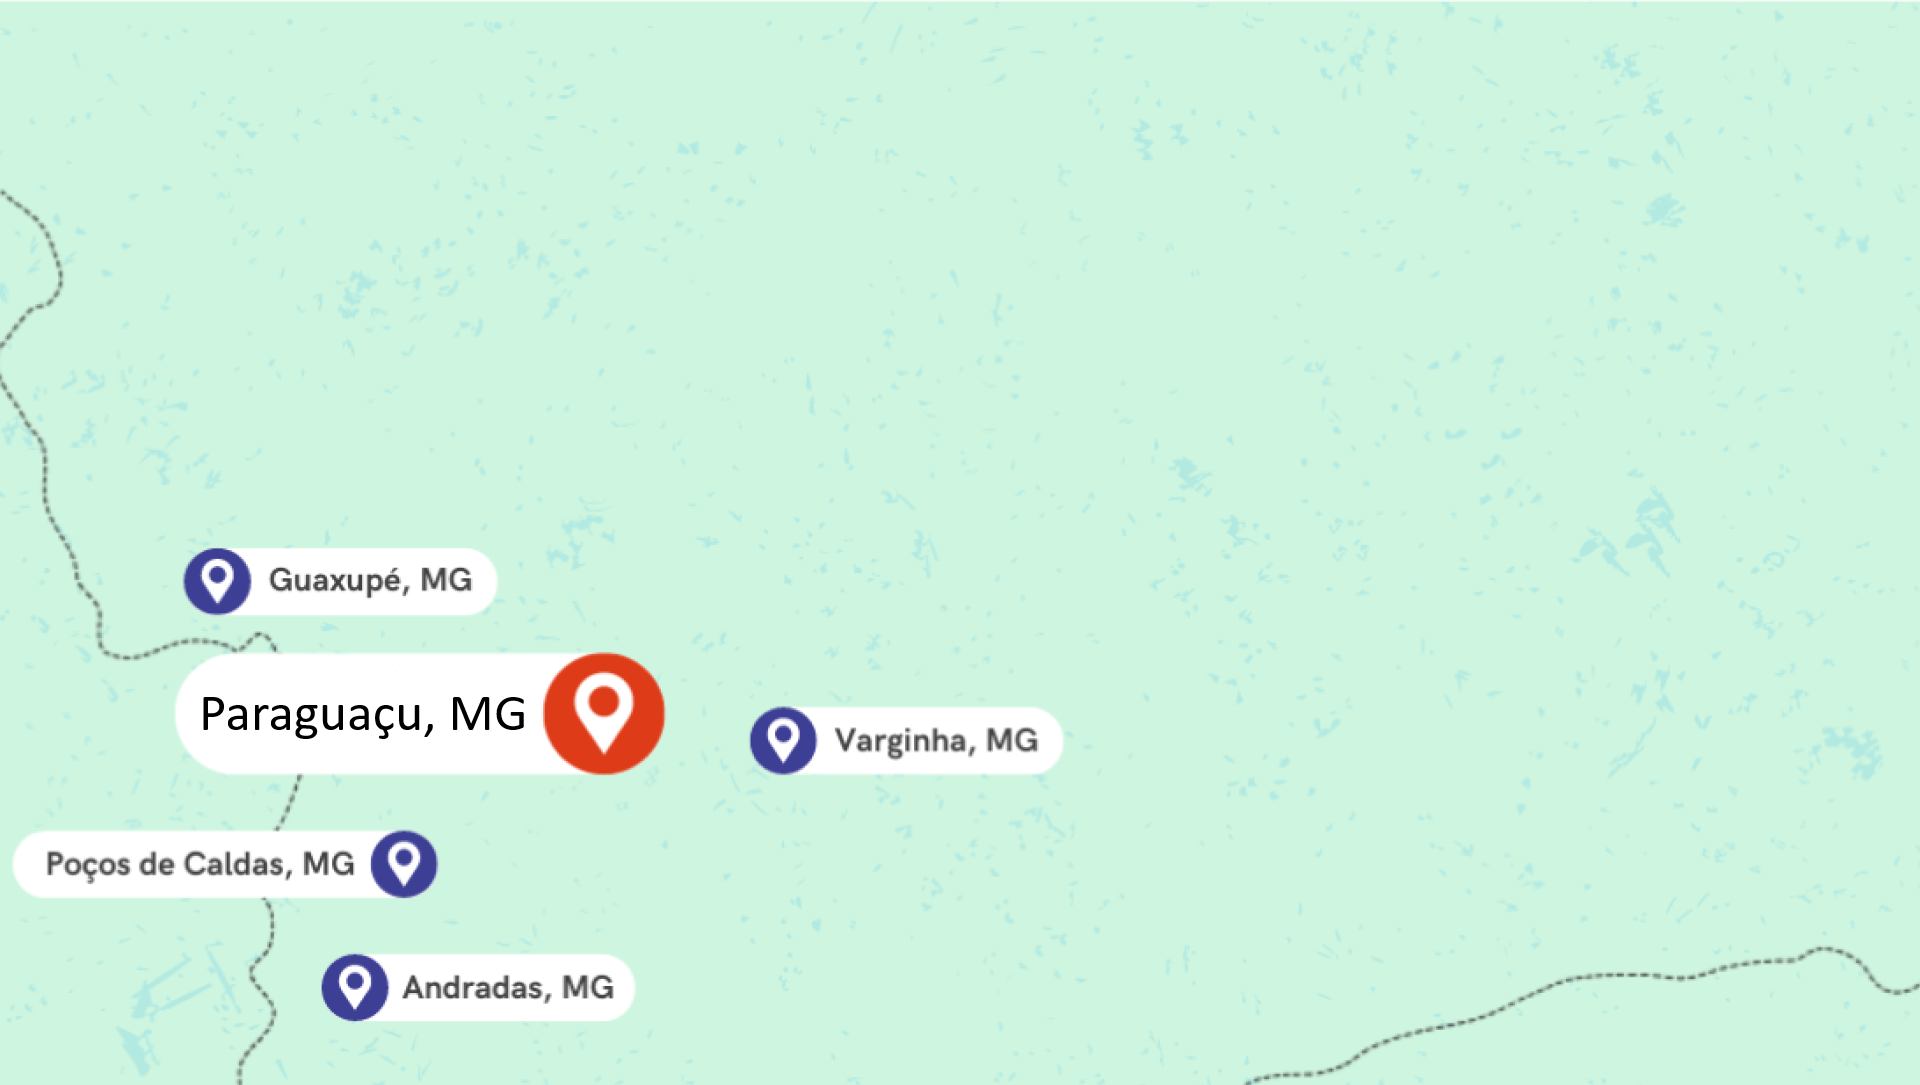 Guaxupé, MG
Paraguaçu, MG
Varginha, MG
Poços de Caldas, MG
Andradas, MG